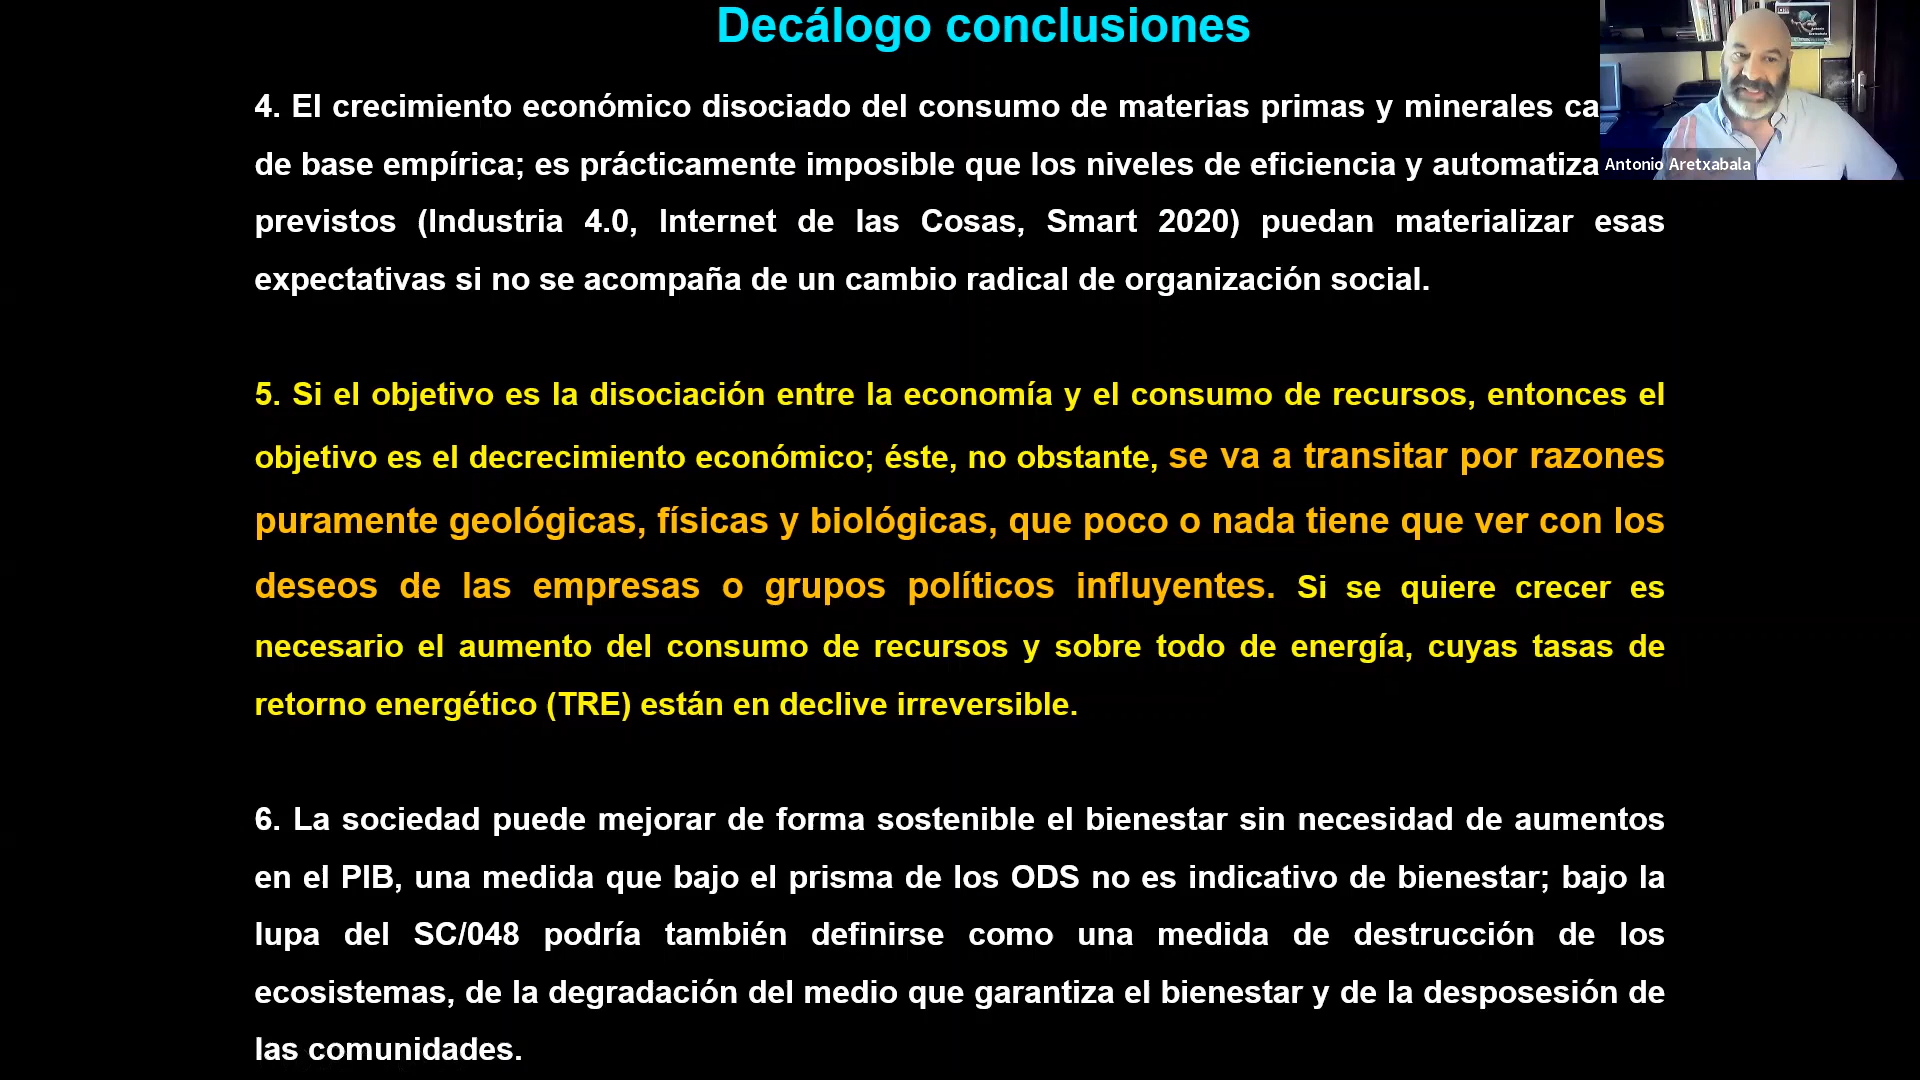 Decálogo conclusiones
4. El crecimiento económico disociado del consumo de materias primas y minerales ca
de base empírica; es prácticamente imposible que los niveles de eficiencia y automatiza
previstos (Industria 4.0, Internet de las Cosas, Smart 2020) puedan materializar esas
expectativas si no se acompaña de un cambio radical de organización social.
5. Si el objetivo es la disociación entre la economía y el consumo de recursos, entonces el
objetivo es el decrecimiento económico; éste, no obstante, se va a transitar por razones
puramente geológicas, físicas y biológicas, que poco o nada tiene que ver con los
deseos de las empresas o grupos políticos influyentes. Si se quiere crecer es
necesario el aumento del consumo de recursos y sobre todo de energía, cuyas tasas de
retorno energético (TRE) están en declive irreversible.
6. La sociedad puede mejorar de forma sostenible el bienestar sin necesidad de aumentos
en el PIB, una medida que bajo el prisma de los ODS no es indicativo de bienestar; bajo la
lupa del SC/048 podría también definirse como una medida de destrucción de los
ecosistemas, de la degradación del medio que garantiza el bienestar y de la desposesión de
las comunidades.
Antonio Aretxabala